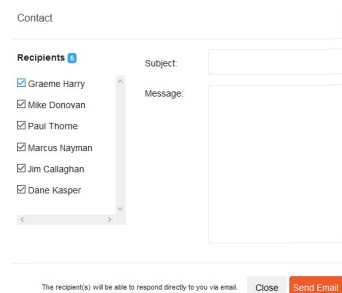 Contact
Recipients 6
Subject:
Graeme Harry
Message:
Mike Donovan
Paul Thorne
Marcus Nayman
Jim Callaghan
Dane Kasper
The recipient(s) will be able to respond directly to you via email.
Close
Send Email